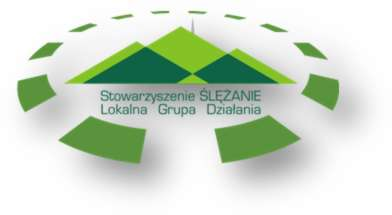 Stowarzyszenie ŚLĘŻANIE
Lokalna Grupa Działania